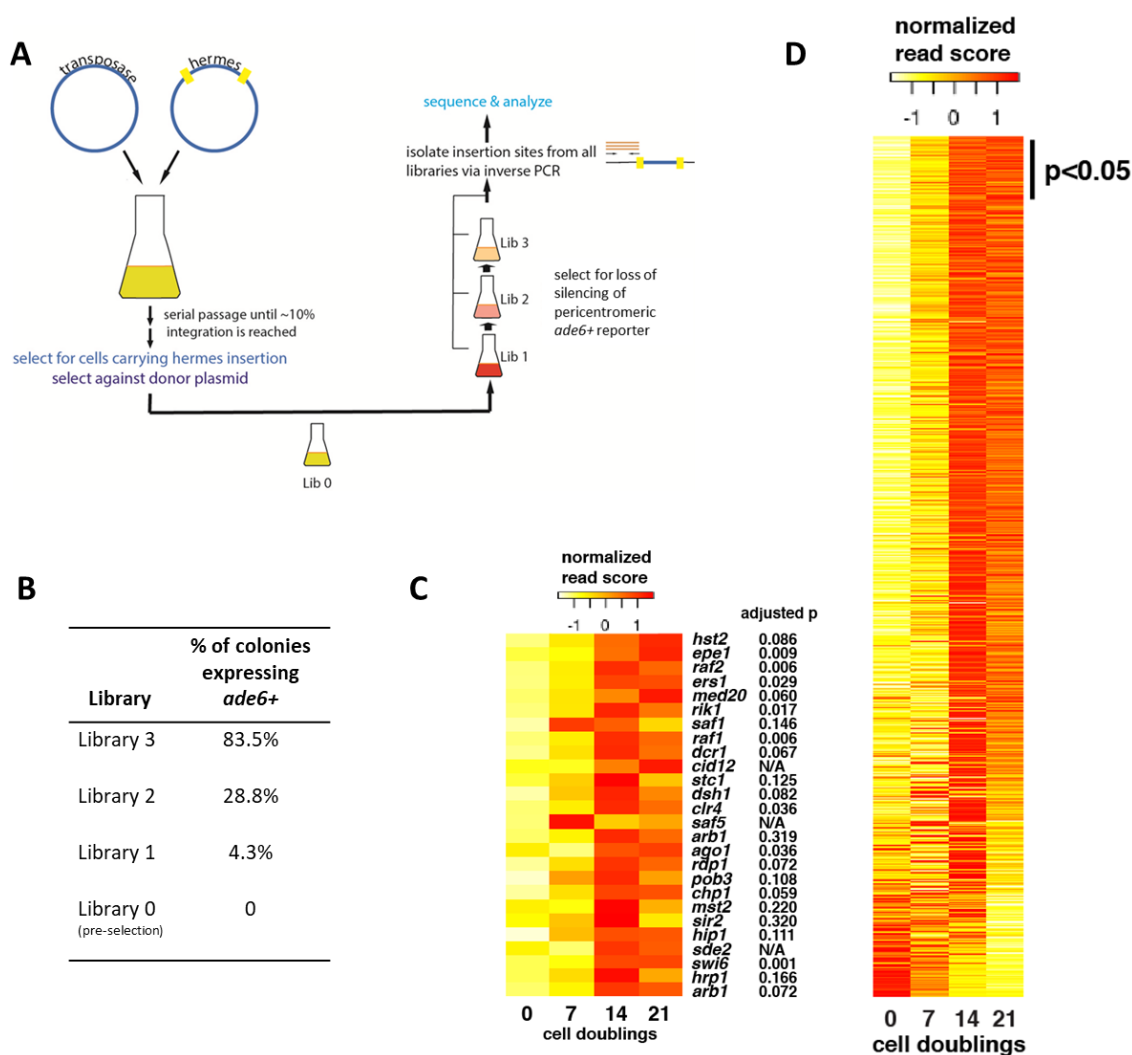 A
transposase
hermes
serial passage until ~10%
integration is reached
select for cells carrying hermes insertion
select against donor plasmid
Lib 0
sequence & analyze
isolate insertion sites from all
libraries via inverse PCR
Lib 3
Lib 2
Lib 1
select for loss of
silencing of
pericentromeric
ade6+ reporter
B
Library
% of colonies
expressing
ade6+
Library 3 83.5%
Library 2 28.8%
Library 1 4.3%
Library 0 0
(pre-selection)
C
normalized
read score
-1 0 1
adjusted p
hst2 0.086
epe1 0.009
raf2 0.006
ers1 0.029
med20 0.060
rik1 0.017
saf1 0.146
raf1 0.006
dcr1 0.067
cid12 N/A
stc1 0.125
dsh1 0.082
clr4 0.036
saf5 N/A
arb1 0.319
ago1 0.036
rdp1 0.072
pob3 0.108
chp1 0.059
mst2 0.220
sir2 0.320
hip1 0.111
sde2 N/A
swi6 0.001
hrp1 0.166
arb1 0.072
0 7 14 21
cell doublings
D
normalized
read score
-1 0 1
p<0.05
0 7 14 21
cell doublings